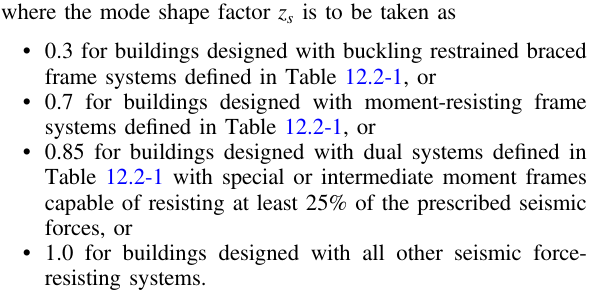 where the mode shape factor zs is to be taken as
• 0.3 for buildings designed with buckling restrained braced
frame systems defined in Table 12.2-1, or
• 0.7 for buildings designed with moment-resisting frame
systems defined in Table 12.2-1, or
• 0.85 for buildings designed with dual systems defined in
Table 12.2-1 with special or intermediate moment frames
capable of resisting at least 25% of the prescribed seismic
forces, or
• 1.0 for buildings designed with all other seismic force-
resisting systems.